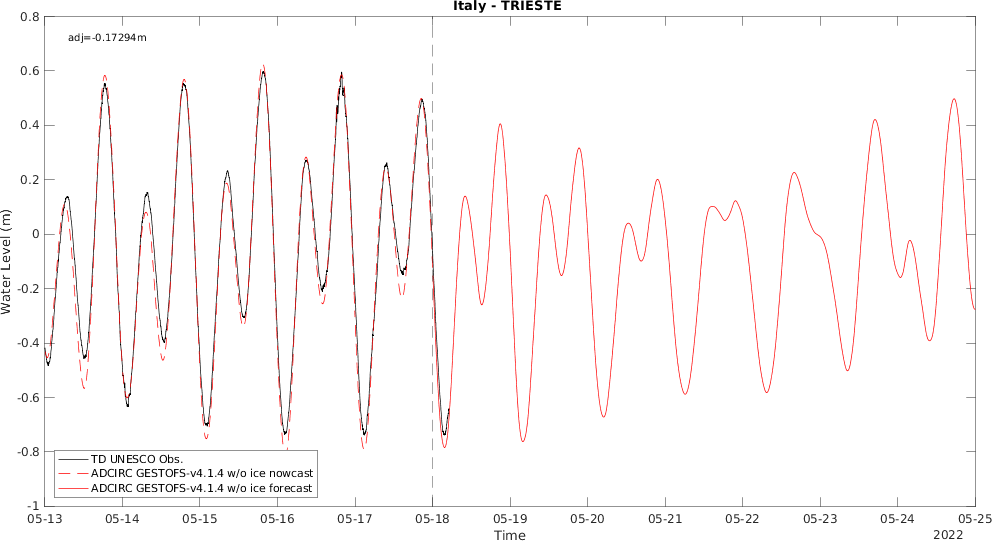 Italy - TRIESTE
adj=-0.17294m
Water Level (m)
0.8
0.6
0.4
0.2
0
-0.2
-0.4
-0.6
-0.8
-1
TD UNESCO Obs.
ADCIRC GESTOFS-v4.1.4 w/o ice nowcast
ADCIRC GESTOFS-v4.1.4 w/o ice forecast
05-13 05-14 05-15 05-16 05-17 05-18 05-19 05-20 05-21 05-22 05-23 05-24 05-25
Time
2022